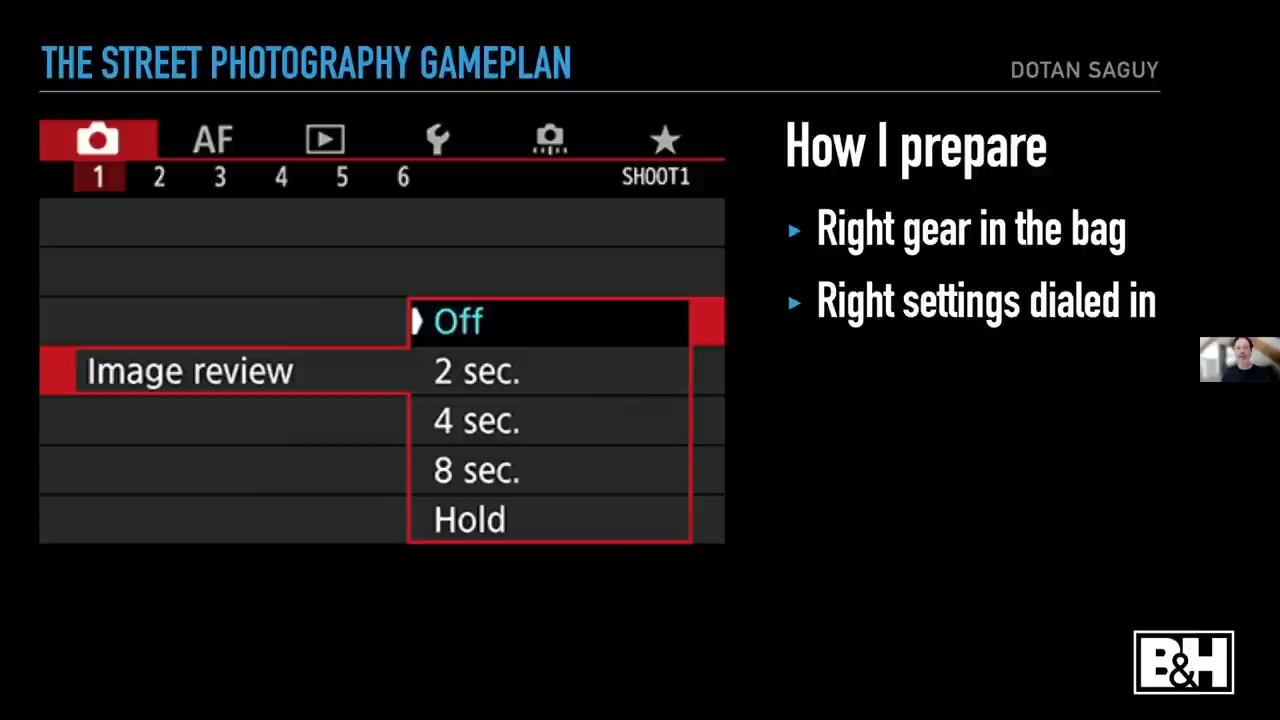 THE STREET PHOTOGRAPHY GAMEPLAN
DOTAN SAGUY
AF
1 2 3 4 5 6 SHOOT1
Image review
Off
2 sec.
4 sec.
8 sec.
Hold
How I prepare
Right gear in the bag
Right settings dialed in
B&H